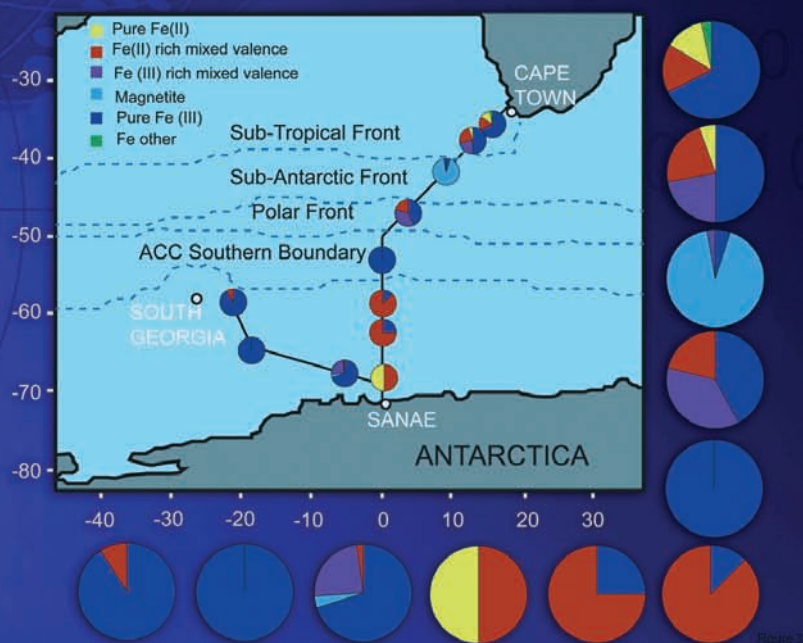 Pure Fe(II)
Fe(II) rich mixed valence
Fe (III) rich mixed valence
Magnetite
Pure Fe (III)
Fe other
CAPE
TOWN
Sub-Tropical Front
Sub-Antarctic Front
Polar Front
ACC Southern Boundary
SOUTH
GEORGIA
SANAE
ANTARCTICA
-30
-40
-50
-60
-70
-80
-40 -30 -20 -10 0 10 20 30